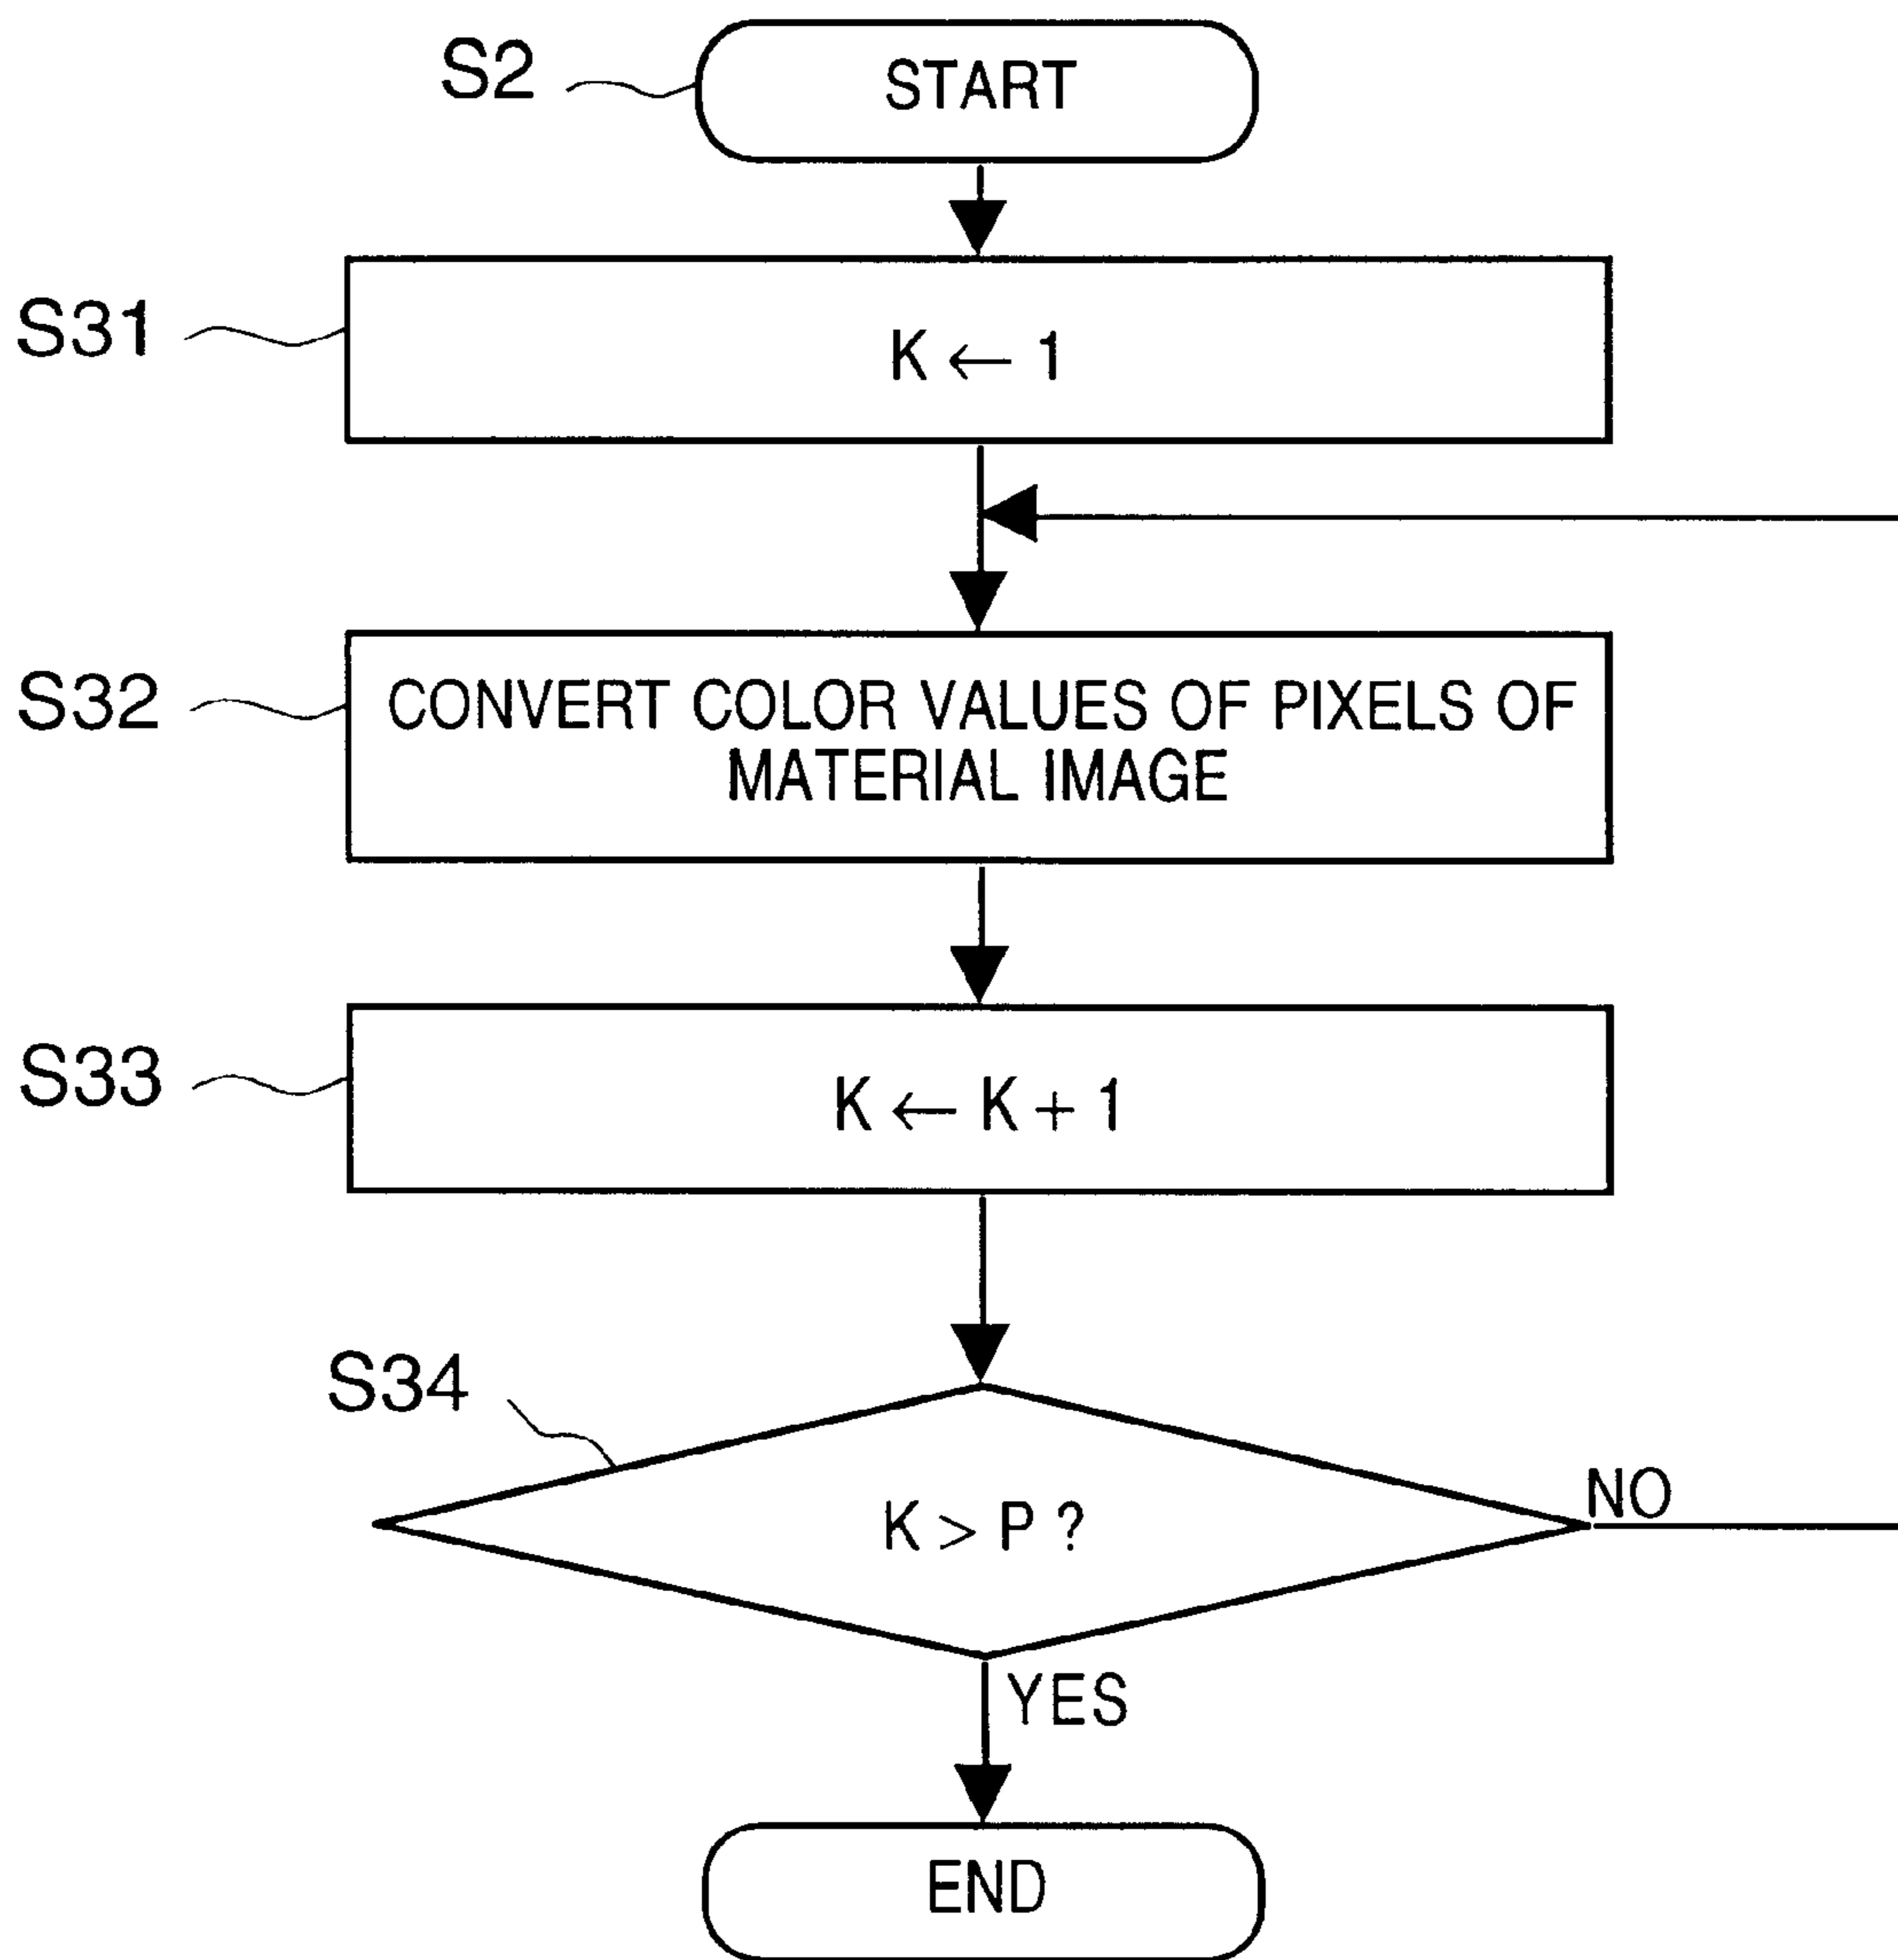 S2
START
S31
K ← 1
S32
CONVERT COLOR VALUES OF PIXELS OF
MATERIAL IMAGE
S33
K ← K + 1
S34
K > P ?
NO
YES
END